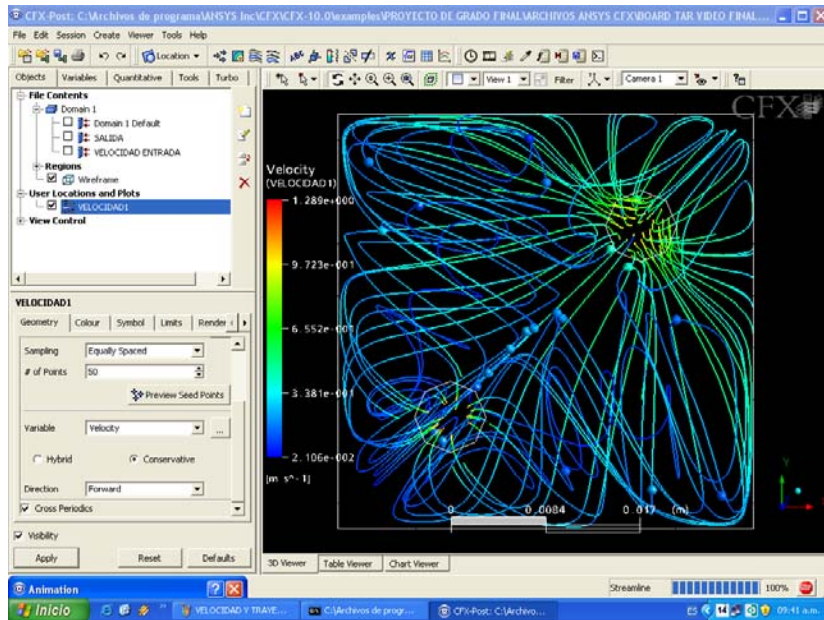 CFX-Post: C:\Archivos de programa\ANSYS Inc\CFX\CFX-10.0\examples\PROYECTO DE GRADO FINAL\ARCHIVOS ANSYS CFX\BOARD TAR VIDEO FINAL...
File Edit Session Create Viewer Tools Help
Location
Objects Variables Quantitative Tools Turbo
View 1 Filter Camera 1
File Contents
Domain 1
Domain 1 Default
SALIDA
VELOCIDAD ENTRADA
Regions
Wireframe
User Locations and Plots
VELOCIDAD1
View Control
CFX
Velocity
(VELOCIDAD1)
1.289e+000
9.723e-001
6.552e-001
3.381e-001
2.106e-002
[m s^-1]
VELOCIDAD1
Geometry Colour Symbol Limits Render
Sampling Equally Spaced
# of Points 50
Preview Seed Points
Variable Velocity ...
Hybrid Conservative
Direction Forward
Cross Periodics
Visibility
Apply Reset Defaults
0 0.0084 0.017 (m)
Y
3D Viewer Table Viewer Chart Viewer
Animation
Streamline 100%
Inicio
VELOCIDAD Y TRAYE...
C:\Archivos de progr...
CFX-Post: C:\Archivo...
ES 14 09:41 a.m.